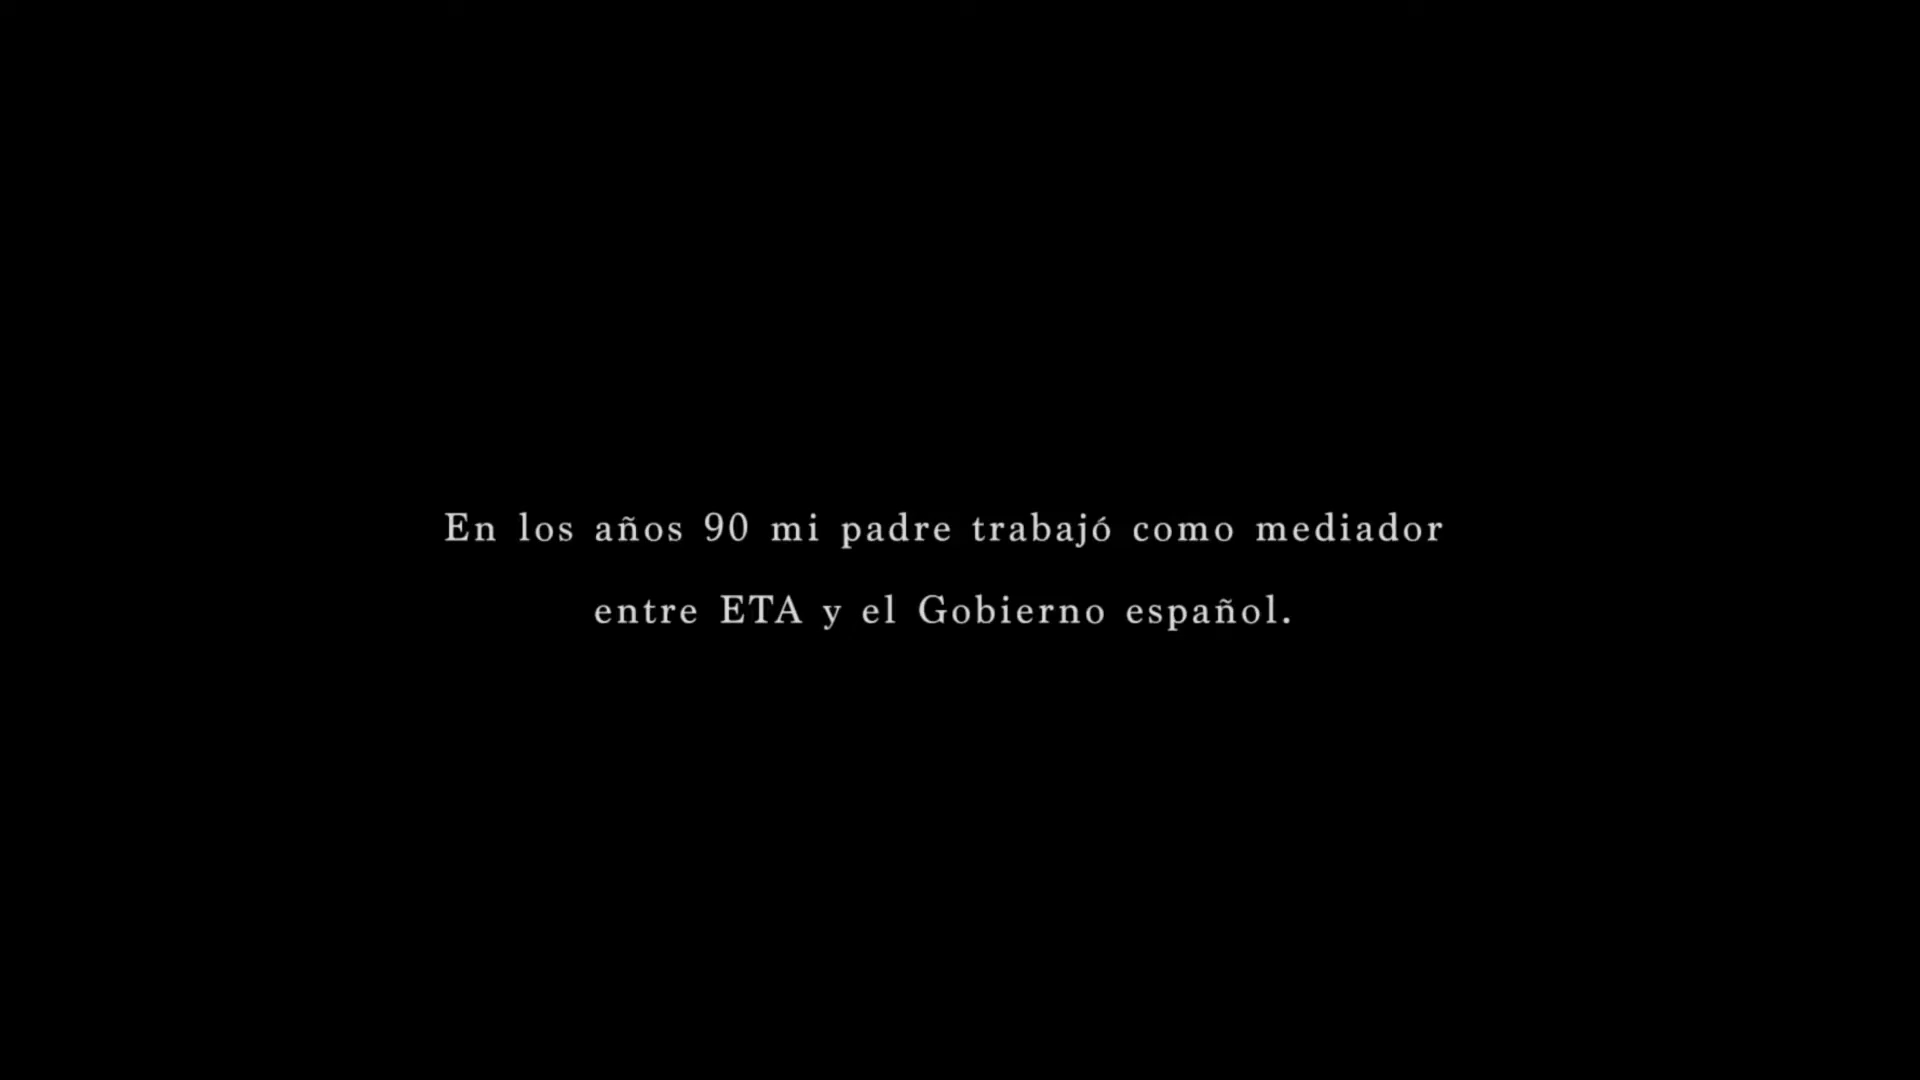 En los años 90 mi padre trabajó como mediador
entre ETA y el Gobierno español.